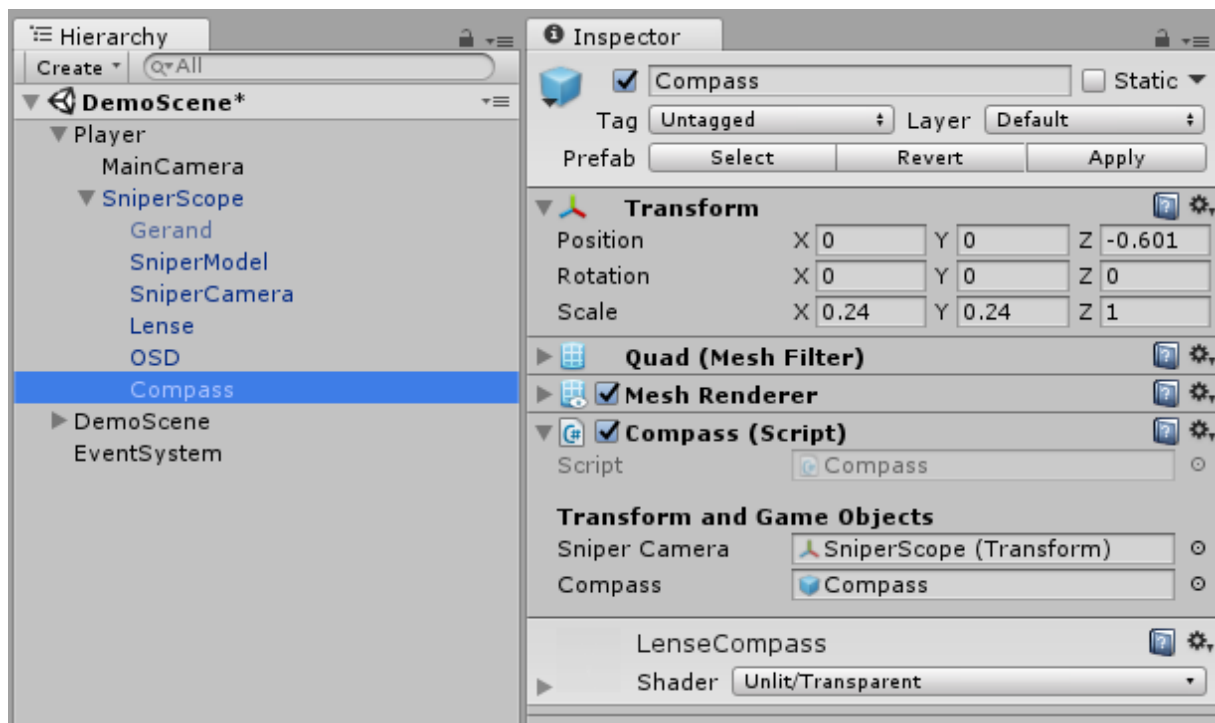 Hierarchy
Create
All
DemoScene*
Player
MainCamera
SniperScope
Gerand
SniperModel
SniperCamera
Lense
OSD
Compass
DemoScene
EventSystem
Inspector
Compass Static
Tag Untagged Layer Default
Prefab Select Revert Apply
Transform
Position X 0 Y 0 Z -0.601
Rotation X 0 Y 0 Z 0
Scale X 0.24 Y 0.24 Z 1
Quad (Mesh Filter)
Mesh Renderer
Compass (Script)
Script Compass
Transform and Game Objects
Sniper Camera SniperScope (Transform)
Compass Compass
LenseCompass
Shader Unlit/Transparent